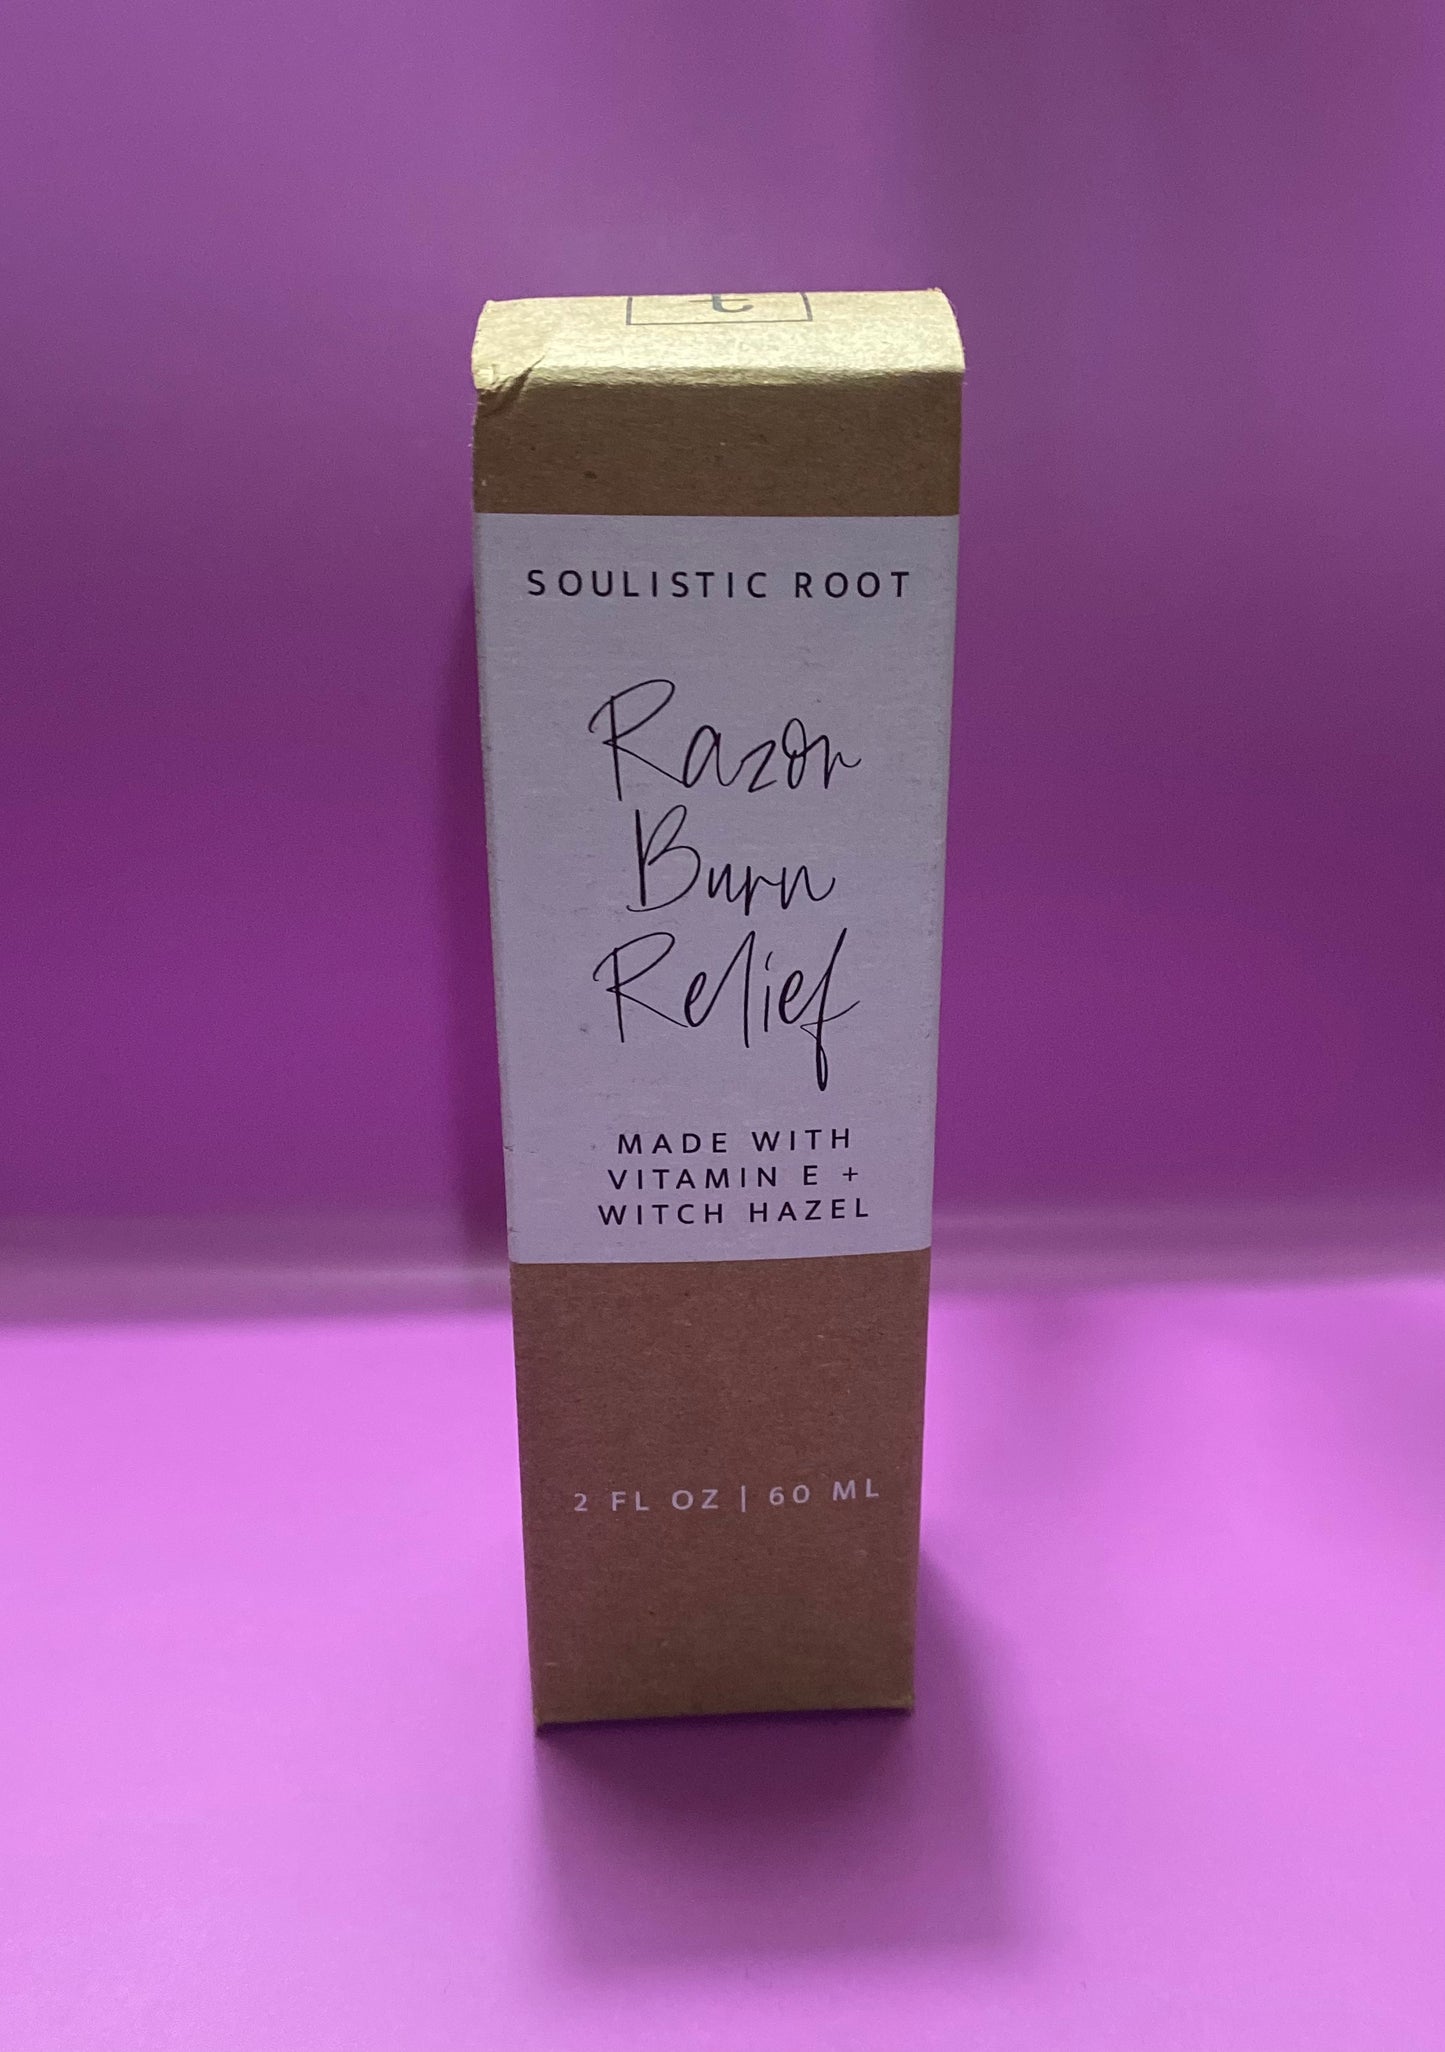 SOULISTIC ROOT
Razor
Burn
Relief
MADE WITH
VITAMIN E +
WITCH HAZEL
2 FL OZ | 60 ML